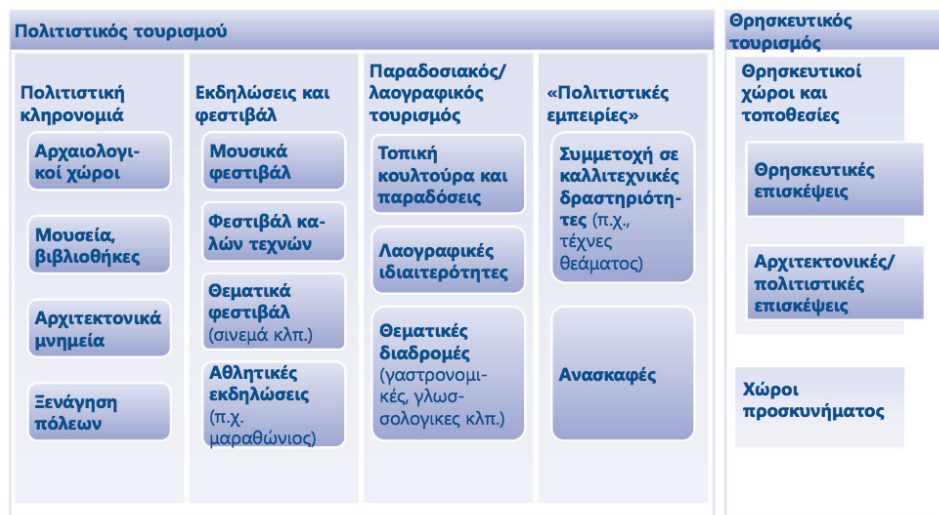 Πολιτιστικός τουρισμού
Πολιτιστική
κληρονομιά
Αρχαιολογι-
κοί χώροι
Μουσεία,
βιβλιοθήκες
Αρχιτεκτονικά
μνημεία
Ξενάγηση
πόλεων
Εκδηλώσεις και
φεστιβάλ
Μουσικά
φεστιβάλ
Φεστιβάλ κα-
λών τεχνών
Θεματικά
φεστιβάλ
(σινεμά κλπ.)
Αθλητικές
εκδηλώσεις
(π.χ.
μαραθώνιος)
Παραδοσιακός/
λαογραφικός
τουρισμός
Τοπική
κουλτούρα και
παραδόσεις
Λαογραφικές
ιδιαιτερότητες
Θεματικές
διαδρομές
(γαστρονομι-
κές, γλωσ-
σολογικες κλπ.)
«Πολιτιστικές
εμπειρίες»
Συμμετοχή σε
καλλιτεχνικές
δραστηριότη-
τες (π.χ.,
τέχνες
θεάματος)
Ανασκαφές
Θρησκευτικός
τουρισμός
Θρησκευτικοί
χώροι και
τοποθεσίες
Θρησκευτικές
επισκέψεις
Αρχιτεκτονικές/
πολιτιστικές
επισκέψεις
Χώροι
προσκυνήματος